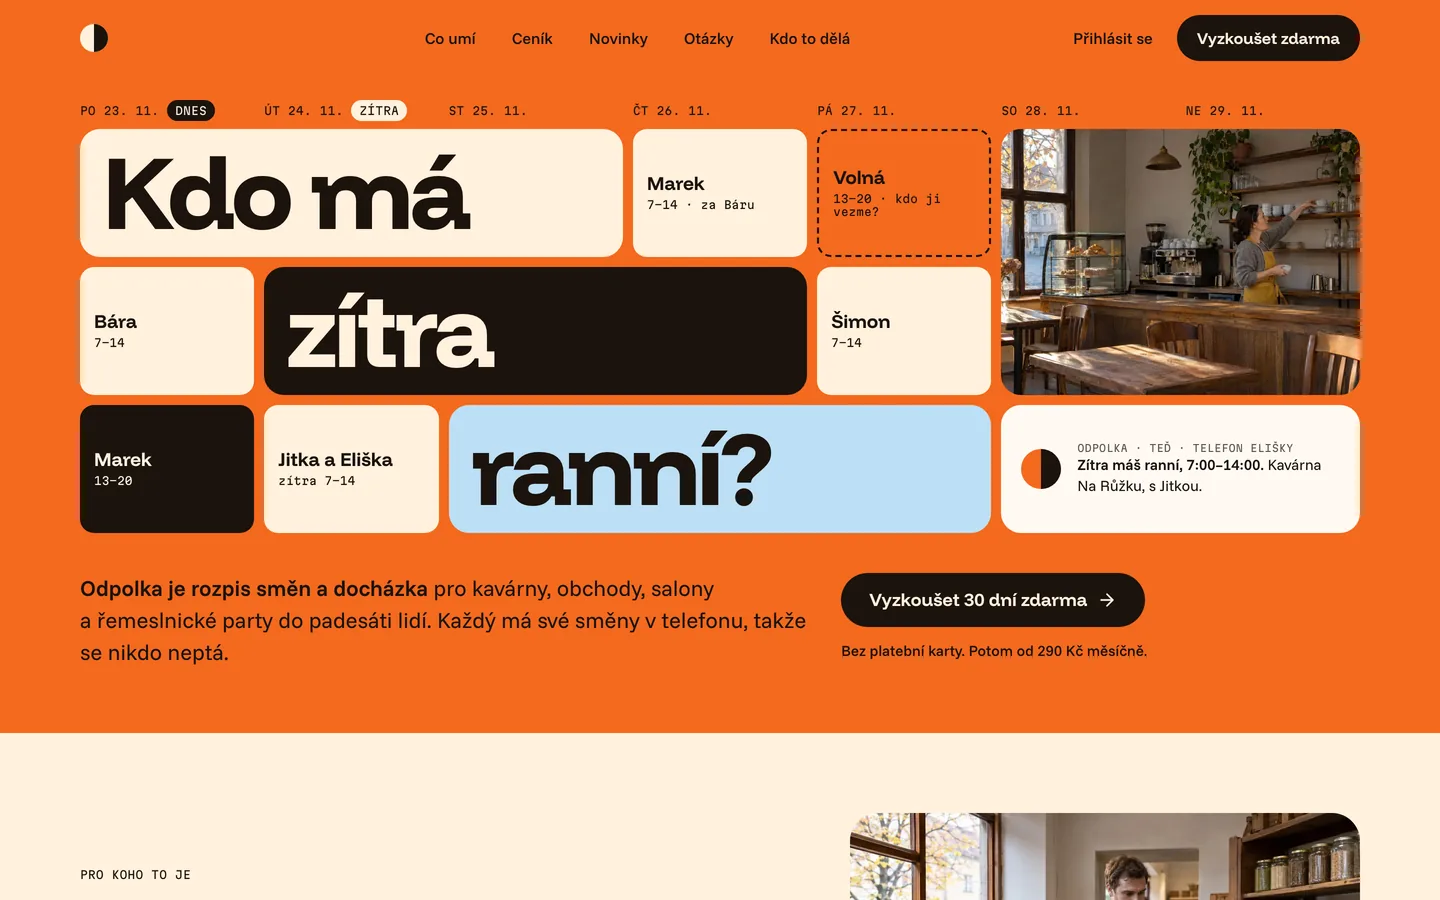 Co umí
Ceník
Novinky
Otázky
Kdo to dělá
Přihlásit se
Vyzkoušet zdarma
PO 23. 11. DNES
ÚT 24. 11. ZÍTRA
ST 25. 11.
ČT 26. 11.
PÁ 27. 11.
SO 28. 11.
NE 29. 11.
Kdo má
Marek
7–14 · za Báru
Volná
13–20 · kdo ji
vezme?
Bára
7–14
zítra
Šimon
7–14
Marek
13–20
Jitka a Eliška
zítra 7–14
ranní?
ODPOLKA · TEĎ · TELEFON ELIŠKY
Zítra máš ranní, 7:00–14:00. Kavárna
Na Růžku, s Jitkou.
Odpolka je rozpis směn a docházka pro kavárny, obchody, salony
a řemeslnické party do padesáti lidí. Každý má své směny v telefonu, takže
se nikdo neptá.
Vyzkoušet 30 dní zdarma →
Bez platební karty. Potom od 290 Kč měsíčně.
PRO KOHO TO JE